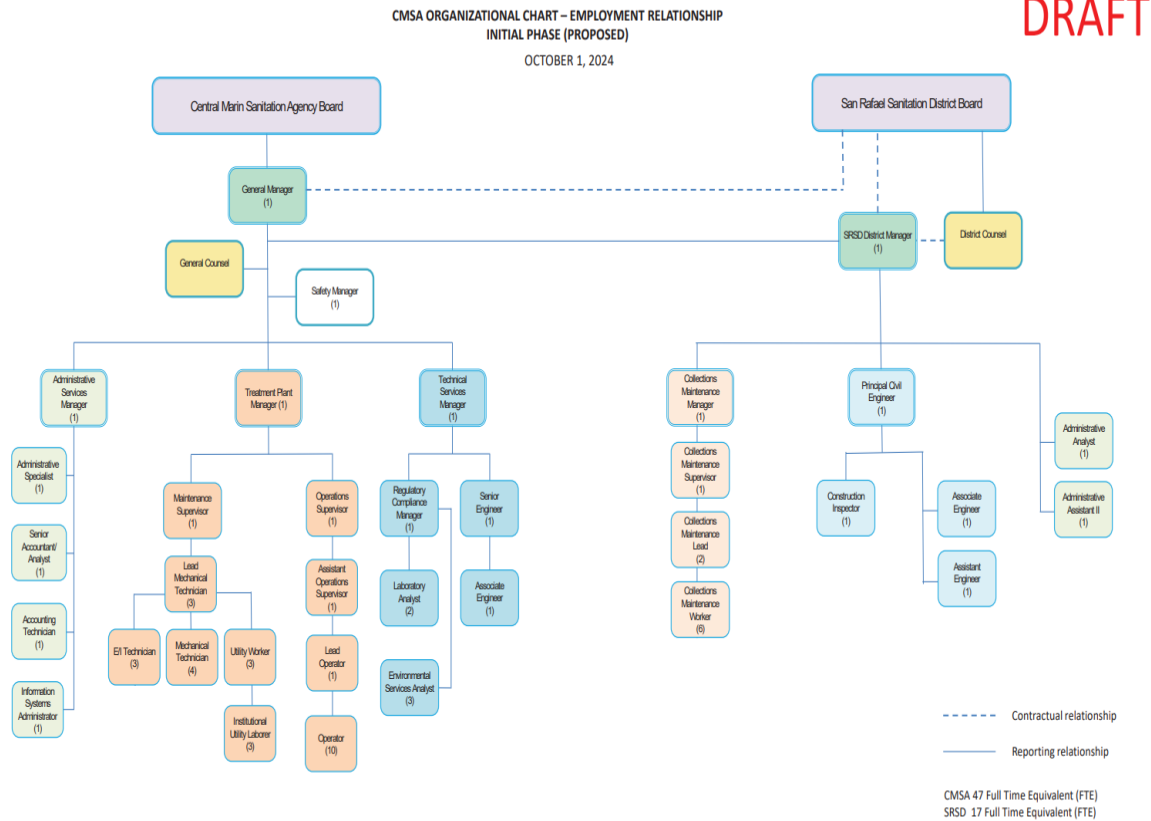 DRAFT
CMSA ORGANIZATIONAL CHART – EMPLOYMENT RELATIONSHIP
INITIAL PHASE (PROPOSED)
OCTOBER 1, 2024
Central Marin Sanitation Agency Board
San Rafael Sanitation District Board
General Manager
(1)
SRSD District Manager
(1)
District Counsel
General Counsel
Safety Manager
(1)
Administrative
Services
Manager
(1)
Treatment Plant
Manager (1)
Technical
Services
Manager
(1)
Collections
Maintenance
Manager
(1)
Principal Civil
Engineer
(1)
Administrative
Analyst
(1)
Administrative
Assistant II
(1)
Administrative
Specialist
(1)
Senior
Accountant/
Analyst
(1)
Accounting
Technician
(1)
Information
Systems
Administrator
(1)
Maintenance
Supervisor
(1)
Lead
Mechanical
Technician
(3)
E/I Technician
(3)
Mechanical
Technician
(4)
Utility Worker
(3)
Institutional
Utility Laborer
(3)
Operations
Supervisor
(1)
Assistant
Operations
Supervisor
(1)
Lead
Operator
(1)
Operator
(10)
Regulatory
Compliance
Manager
(1)
Laboratory
Analyst
(2)
Environmental
Services Analyst
(3)
Senior
Engineer
(1)
Associate
Engineer
(1)
Collections
Maintenance
Supervisor
(1)
Collections
Maintenance
Lead
(2)
Collections
Maintenance
Worker
(6)
Construction
Inspector
(1)
Associate
Engineer
(1)
Assistant
Engineer
(1)
Contractual relationship
Reporting relationship
CMSA 47 Full Time Equivalent (FTE)
SRSD 17 Full Time Equivalent (FTE)